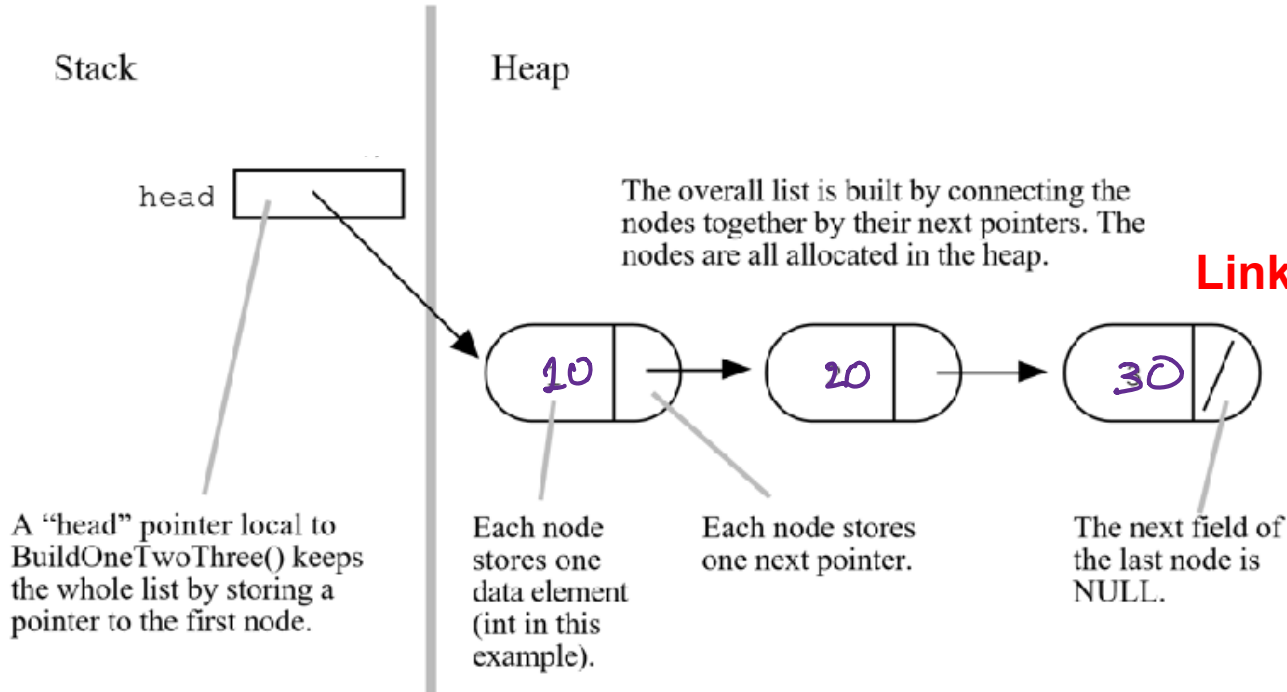 Stack
Heap
head
The overall list is built by connecting the
nodes together by their next pointers. The
nodes are all allocated in the heap.
Link
10
20
30
A “head” pointer local to
BuildOneTwoThree() keeps
the whole list by storing a
pointer to the first node.
Each node
stores one
data element
(int in this
example).
Each node stores
one next pointer.
The next field of
the last node is
NULL.